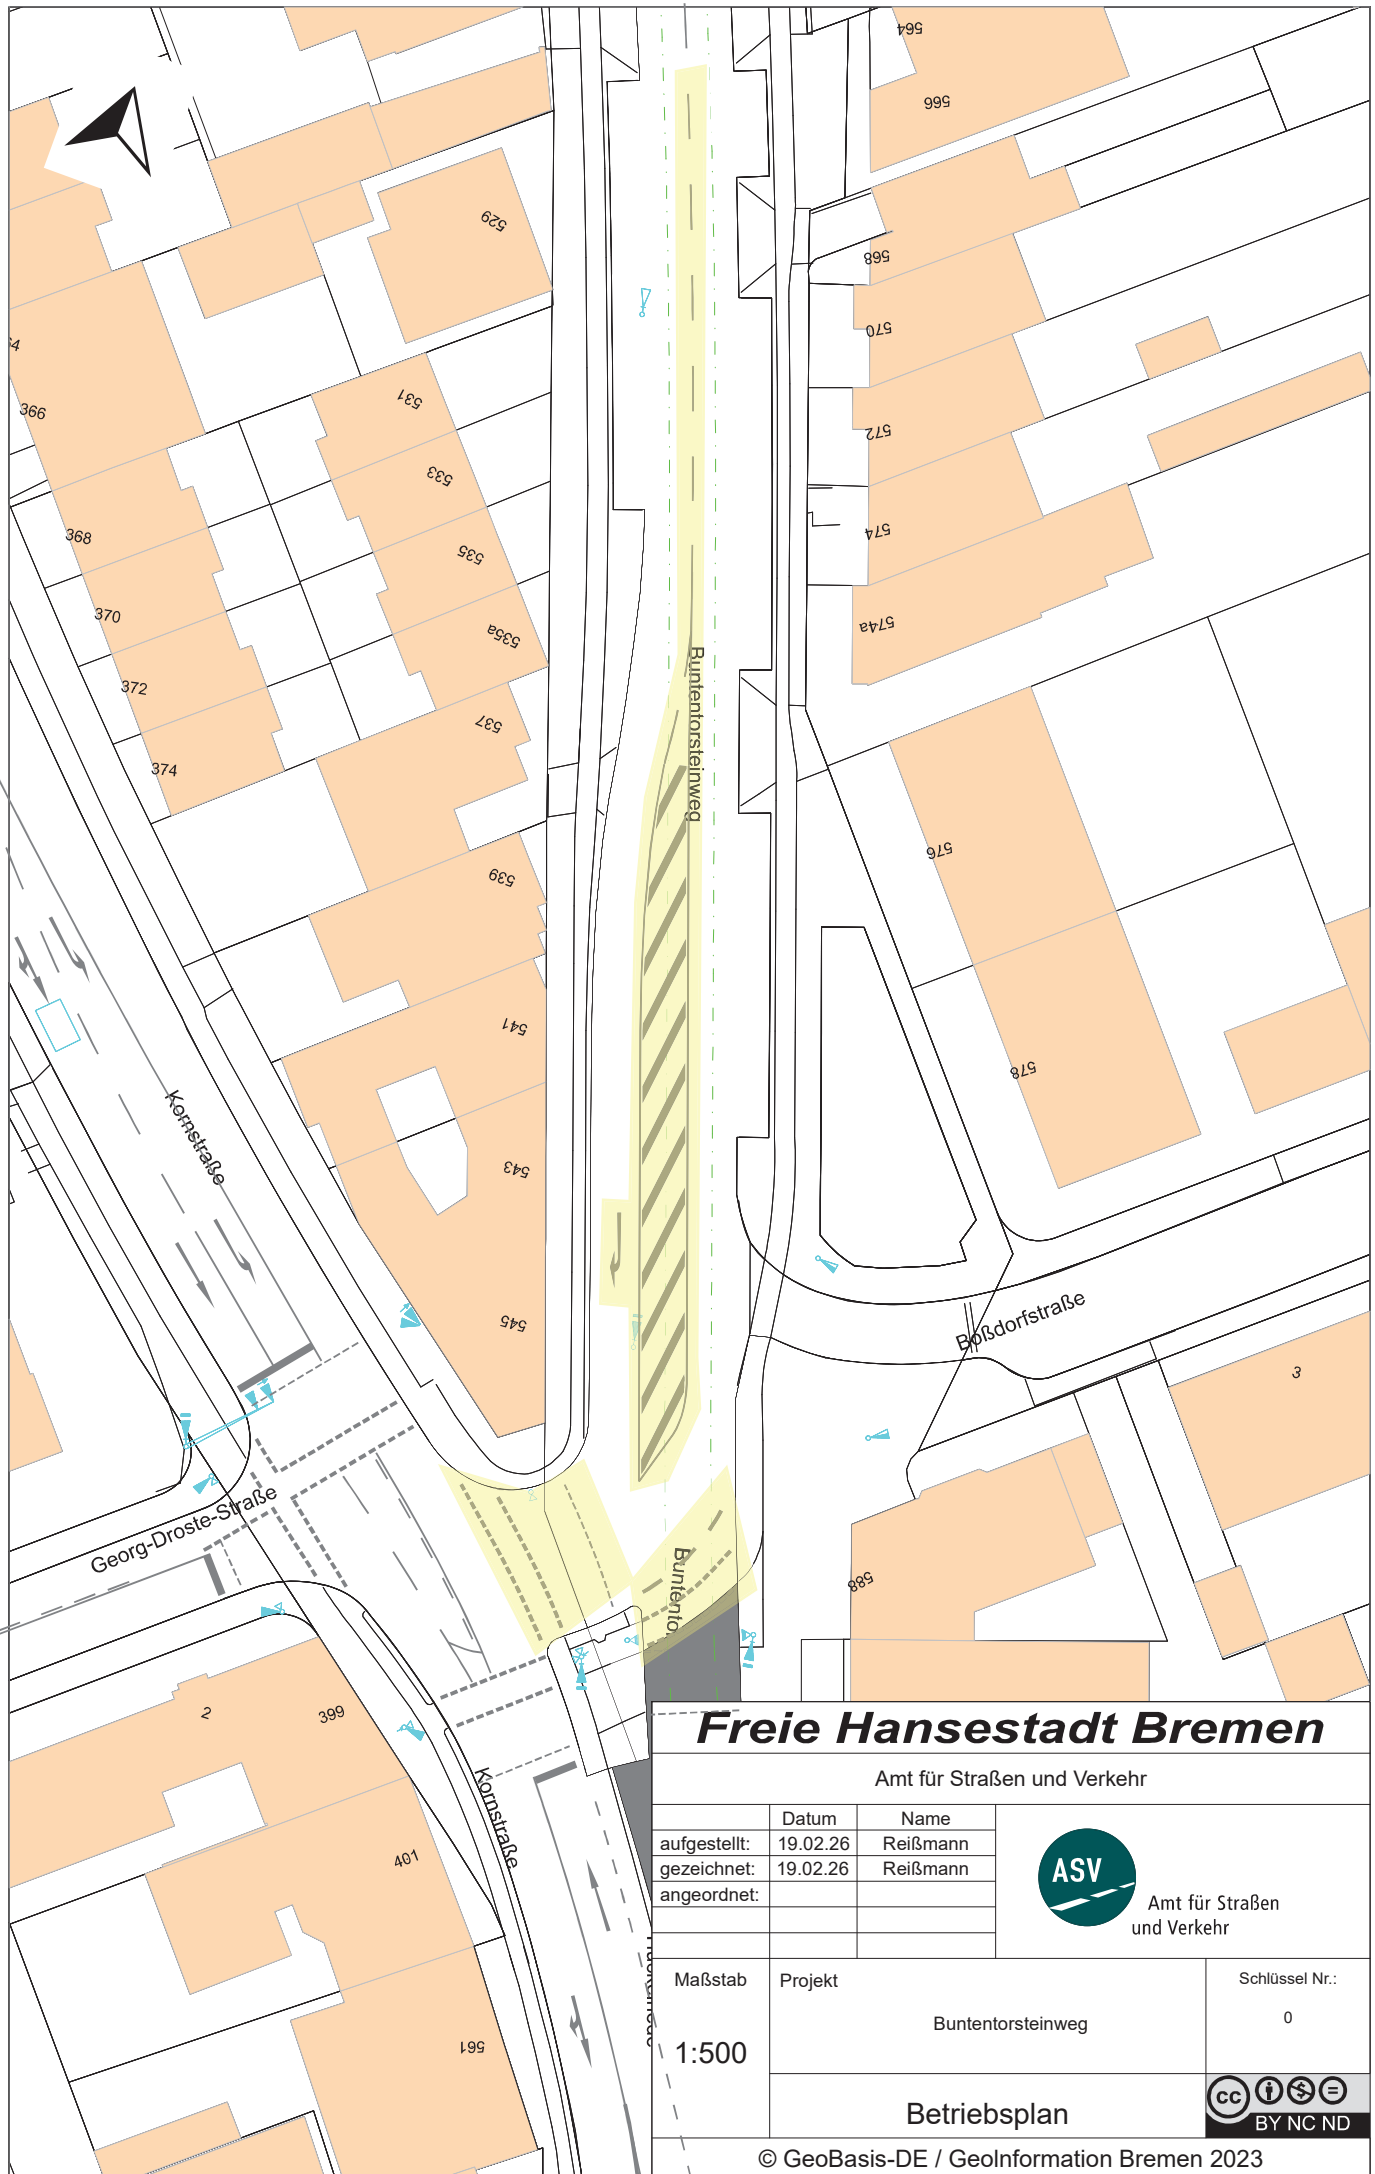 564
566
529
568
570
4
366
531
572
533
574
368
535
370
535a
574a
372
537
Buntentorsteinweg
374
576
539
541
578
Kornstraße
543
545
Boßdorfstraße
3
Georg-Droste-Straße
Buntento
588
2
399
Kornstraße
401
561
Freie Hansestadt Bremen
Amt für Straßen und Verkehr
Datum Name
aufgestellt: 19.02.26 Reißmann
gezeichnet: 19.02.26 Reißmann
angeordnet:
ASV
Amt für Straßen
und Verkehr
Maßstab Projekt Schlüssel Nr.:
Buntentorsteinweg 0
1:500
Betriebsplan
cc
BY NC ND
© GeoBasis-DE / GeoInformation Bremen 2023